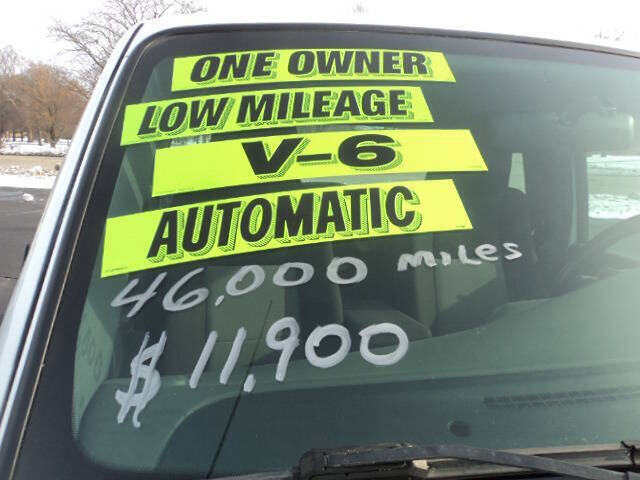 ONE OWNER
LOW MILEAGE
V-6
AUTOMATIC
46,000 MILES
$11,900